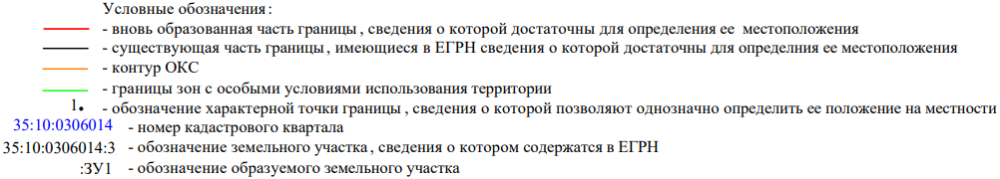 Условные обозначения:
- вновь образованная часть границы, сведения о которой достаточны для определения ее местоположения
- существующая часть границы, имеющиеся в ЕГРН сведения о которой достаточны для определния ее местоположения
- контур ОКС
- границы зон с особыми условиями использования территории
1. - обозначение характерной точки границы, сведения о которой позволяют однозначно определить ее положение на местности
35:10:0306014 - номер кадастрового квартала
35:10:0306014:3 - обозначение земельного участка, сведения о котором содержатся в ЕГРН
:ЗУ1 - обозначение образуемого земельного участка